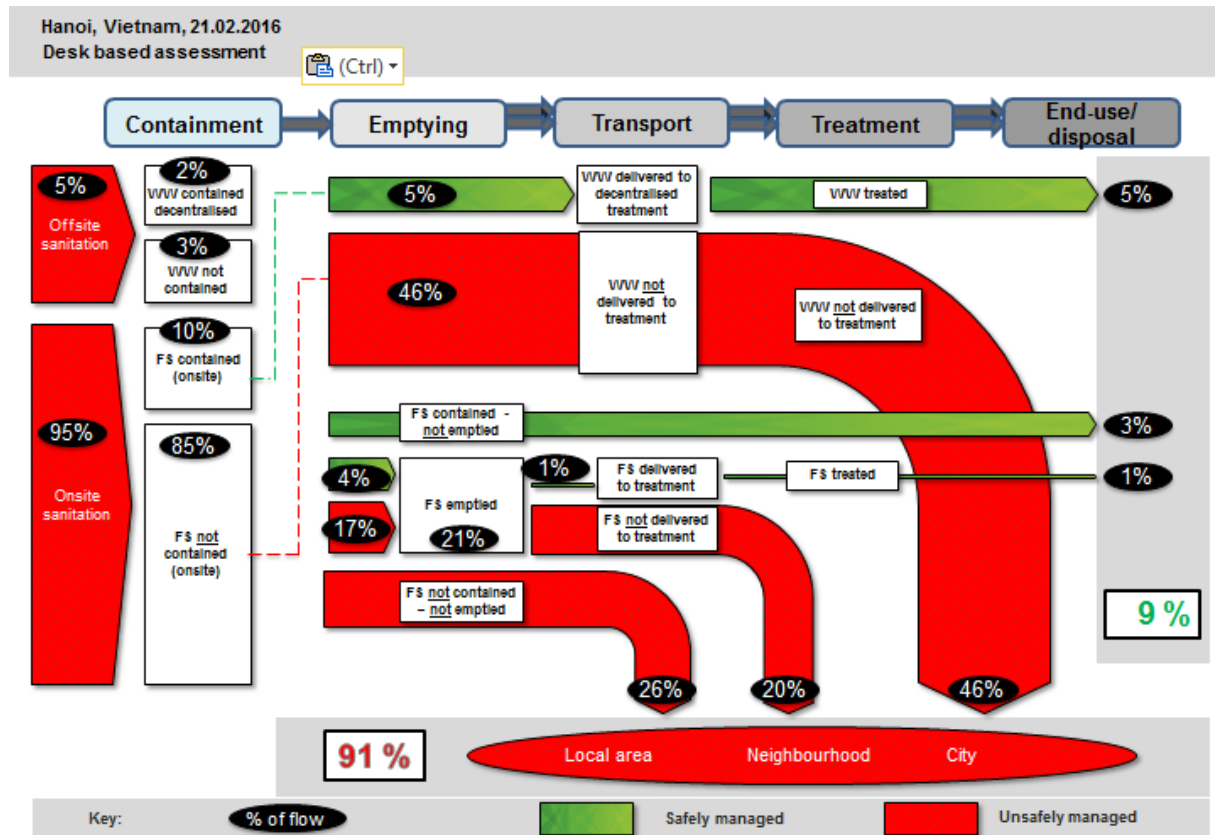 Hanoi, Vietnam, 21.02.2016
Desk based assessment
(Ctrl)
Containment
Emptying
Transport
Treatment
End-use/
disposal
5%
Offsite
sanitation
2%
WW contained
decentralised
3%
WW not
contained
5%
WW delivered to
decentralised
treatment
WW treated
5%
46%
WW not
delivered to
treatment
WW not delivered
to treatment
95%
Onsite
sanitation
10%
FS contained
(onsite)
85%
FS not
contained
(onsite)
FS contained -
not emptied
3%
4%
17%
FS emptied
21%
1%
FS delivered
to treatment
FS treated
1%
FS not delivered
to treatment
FS not contained
– not emptied
9 %
26%
20%
46%
91 %
Local area
Neighbourhood
City
Key:
% of flow
Safely managed
Unsafely managed